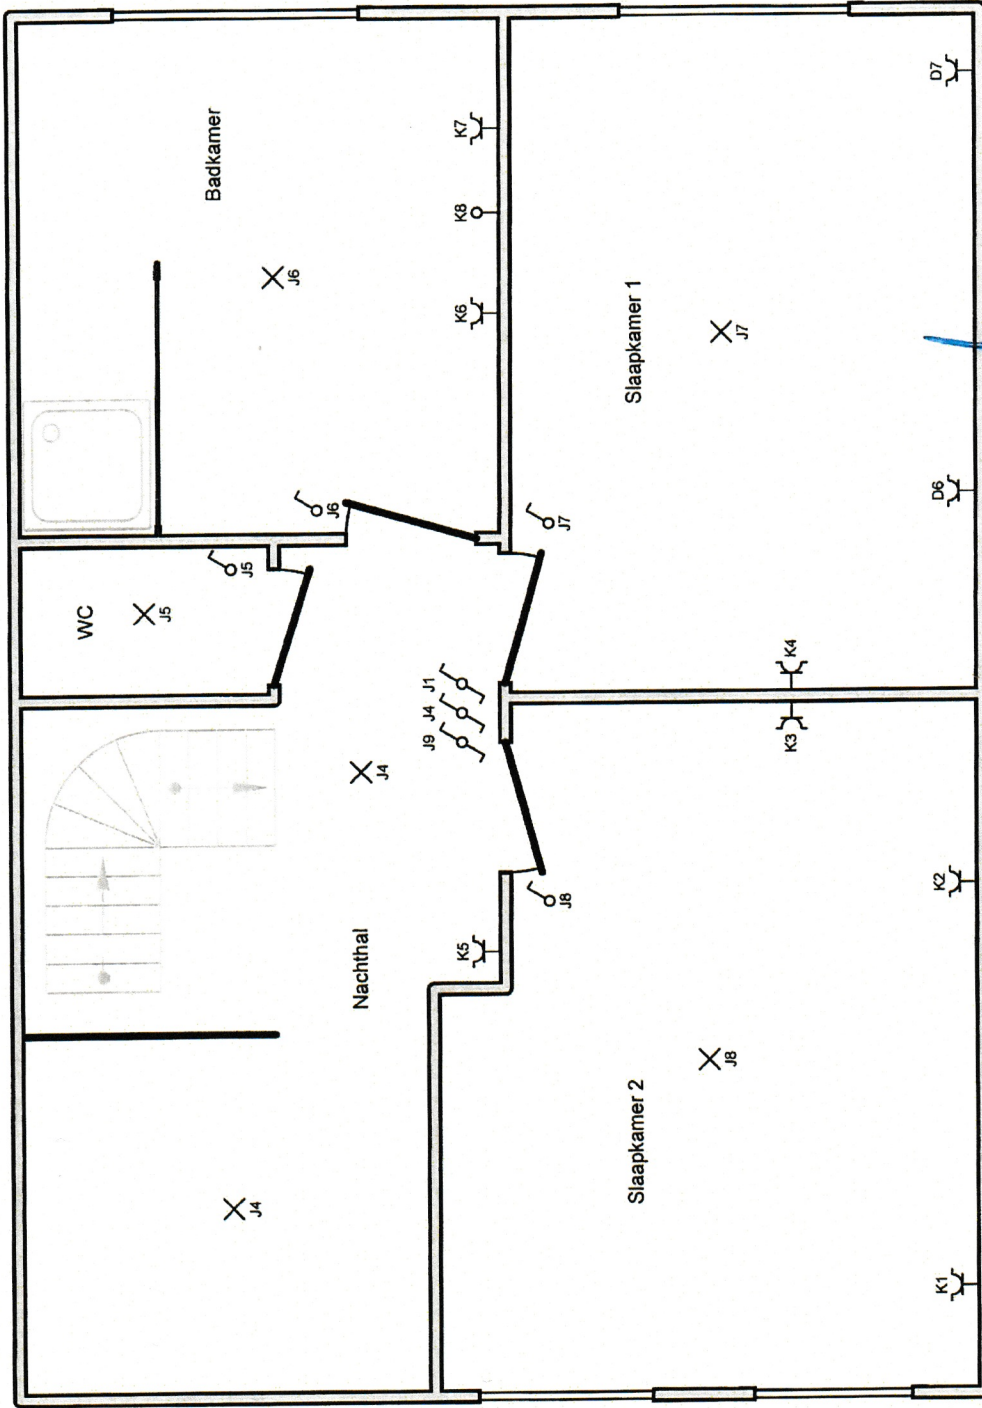 Badkamer
K7
K8
K6
J6
J6
WC
J5
J5
D7
Slaapkamer 1
J7
D6
J7
K4
J1
J4
J9
J4
Nachthal
K5
J4
K3
J8
K2
Slaapkamer 2
J8
K1